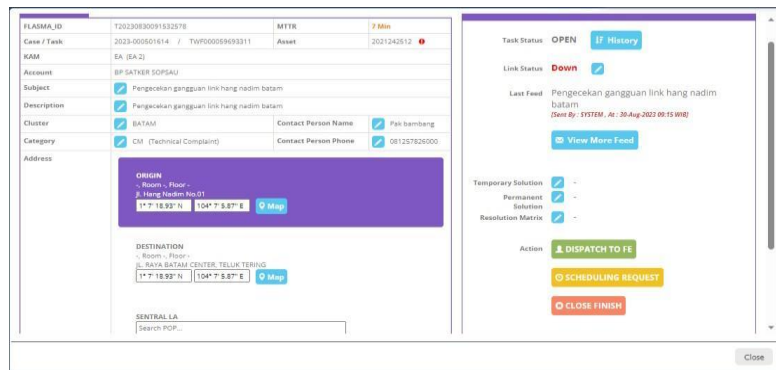 FLASMA_ID T20230830091532578 MTTR 7 Min
Case / Task 2023-000501614 / TWF000059693311 Asset 2021242512
KAM EA (EA 2)
Account BP SATKER SOPSAU
Subject Pengecekan gangguan link hang nadim batam
Description Pengecekan gangguan link hang nadim batam
Cluster BATAM Contact Person Name Pak bambang
Category CM (Technical Complaint) Contact Person Phone 081257826000
Address
ORIGIN
-, Room -, Floor -
Jl. Hang Nadim No.01
1° 7' 18.93" N 104° 7' 5.87" E Map
DESTINATION
-, Room -, Floor -
JL. RAYA BATAM CENTER, TELUK TERING
1° 7' 18.93" N 104° 7' 5.87" E Map
SENTRAL LA
Search POP...
Task Status OPEN History
Link Status Down
Last Feed Pengecekan gangguan link hang nadim
batam
[Sent By : SYSTEM , At : 30-Aug-2023 09:15 WIB]
View More Feed
Temporary Solution -
Permanent
Solution -
Resolution Matrix -
Action DISPATCH TO FE
SCHEDULING REQUEST
CLOSE FINISH
Close